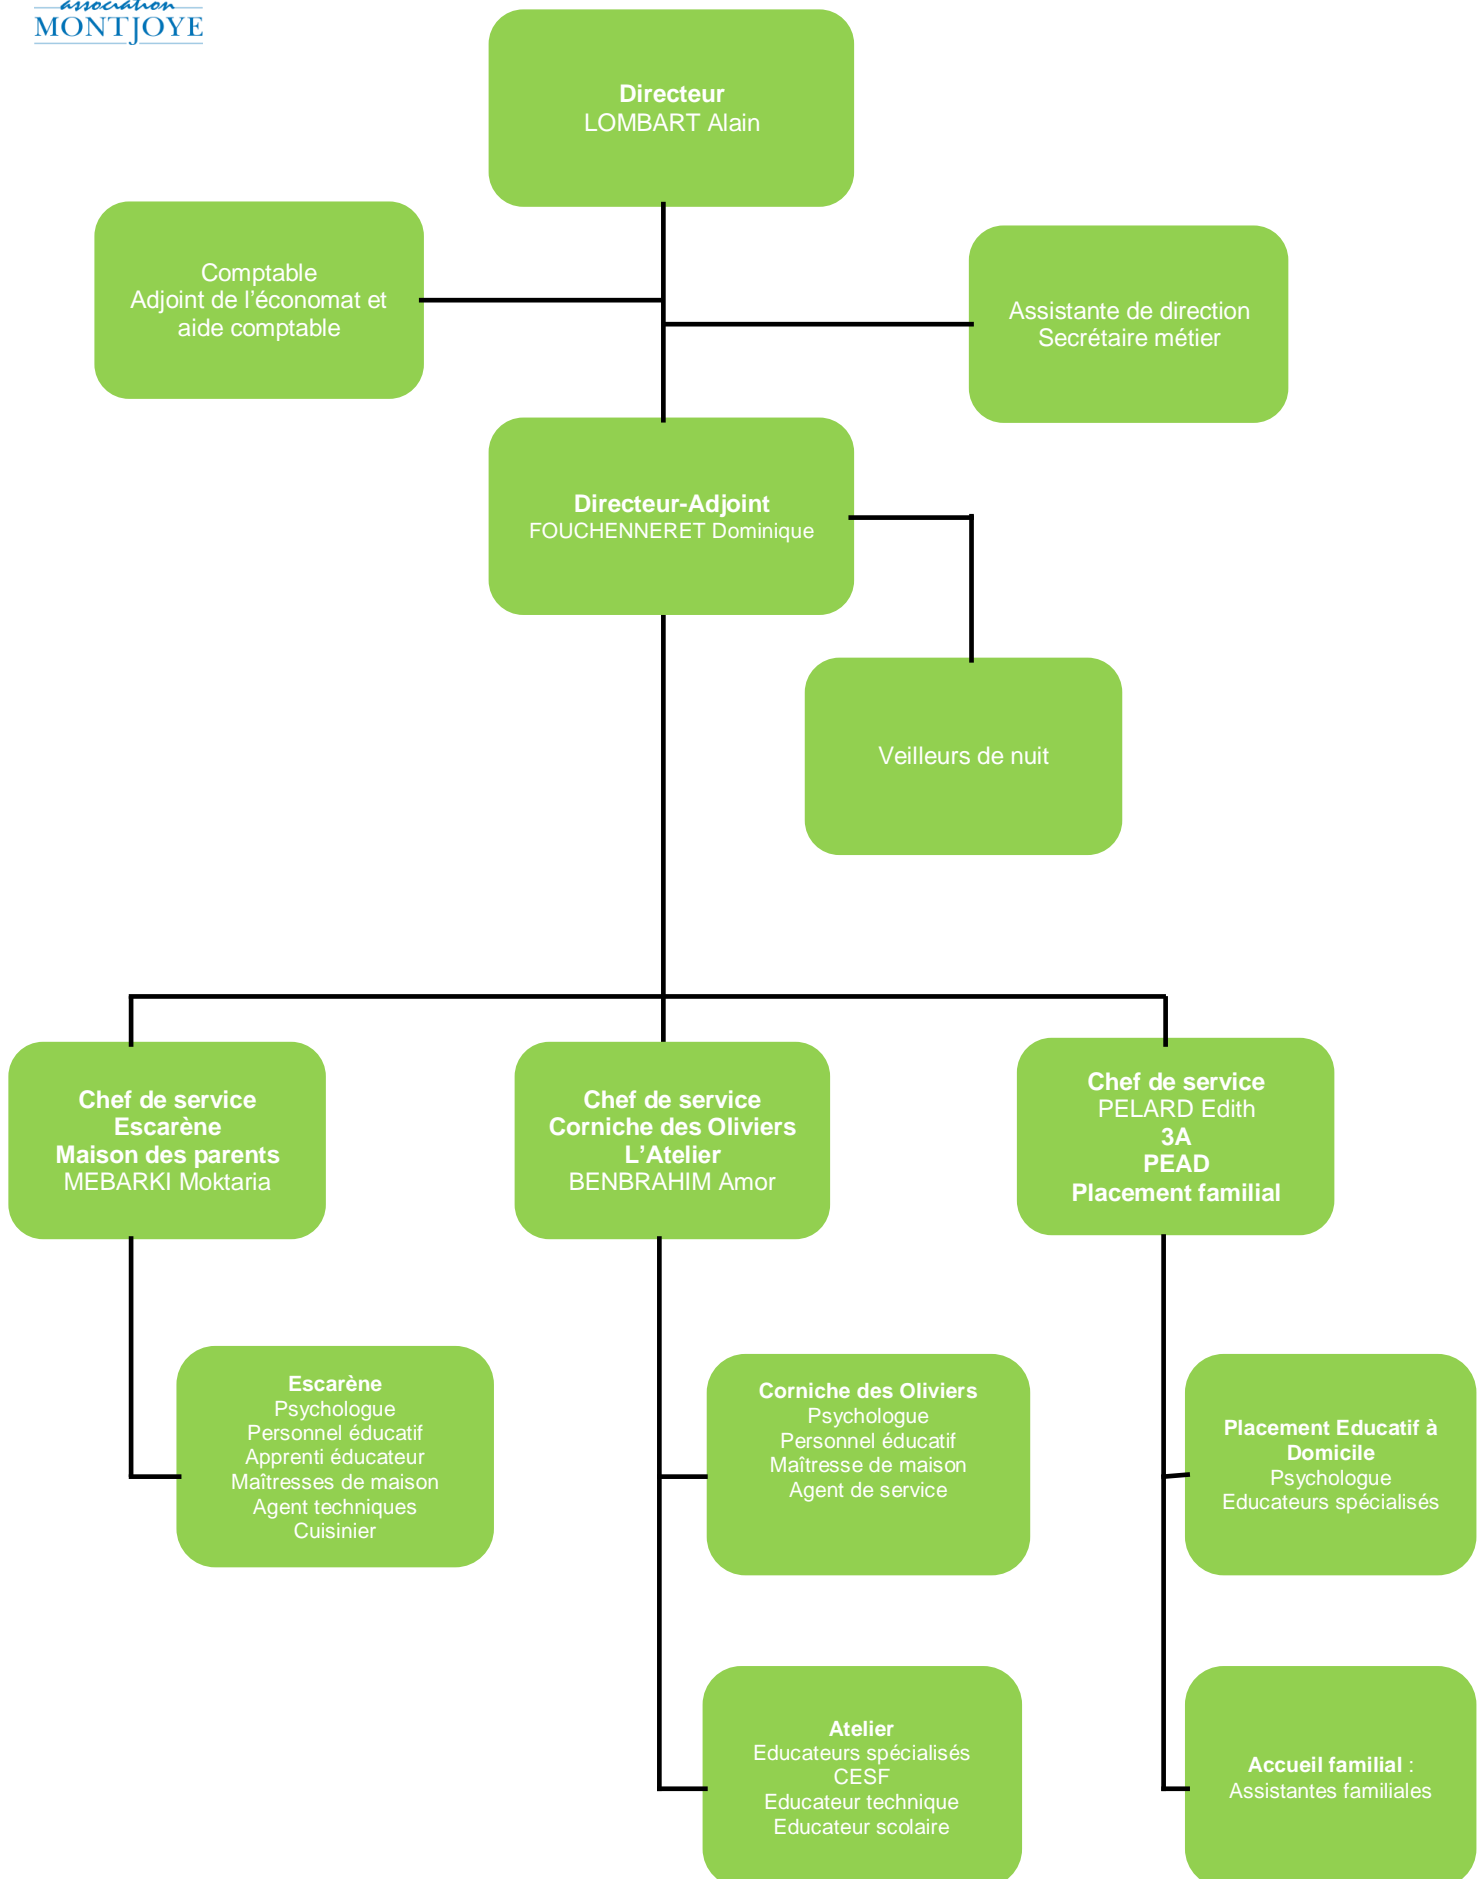 association
MONTJOYE
Directeur
LOMBART Alain
Comptable
Adjoint de l’économat et
aide comptable
Assistante de direction
Secrétaire métier
Directeur-Adjoint
FOUCHENNERET Dominique
Veilleurs de nuit
Chef de service
Escarène
Maison des parents
MEBARKI Moktaria
Chef de service
Corniche des Oliviers
L’Atelier
BENBRAHIM Amor
Chef de service
PELARD Edith
3A
PEAD
Placement familial
Escarène
Psychologue
Personnel éducatif
Apprenti éducateur
Maîtresses de maison
Agent techniques
Cuisinier
Corniche des Oliviers
Psychologue
Personnel éducatif
Maîtresse de maison
Agent de service
Placement Educatif à
Domicile
Psychologue
Educateurs spécialisés
Atelier
Educateurs spécialisés
CESF
Educateur technique
Educateur scolaire
Accueil familial :
Assistantes familiales